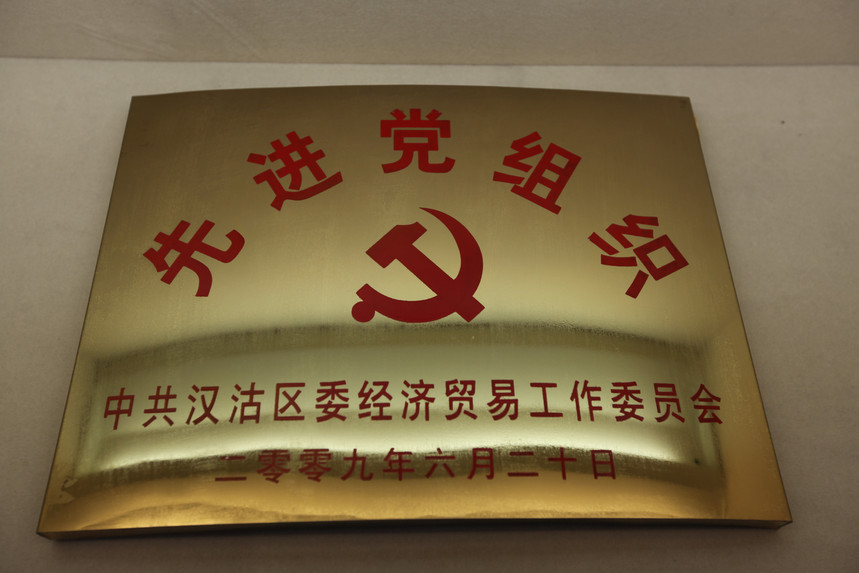 先进党组织
中共汉沽区委经济贸易工作委员会
二零零九年六月二十日